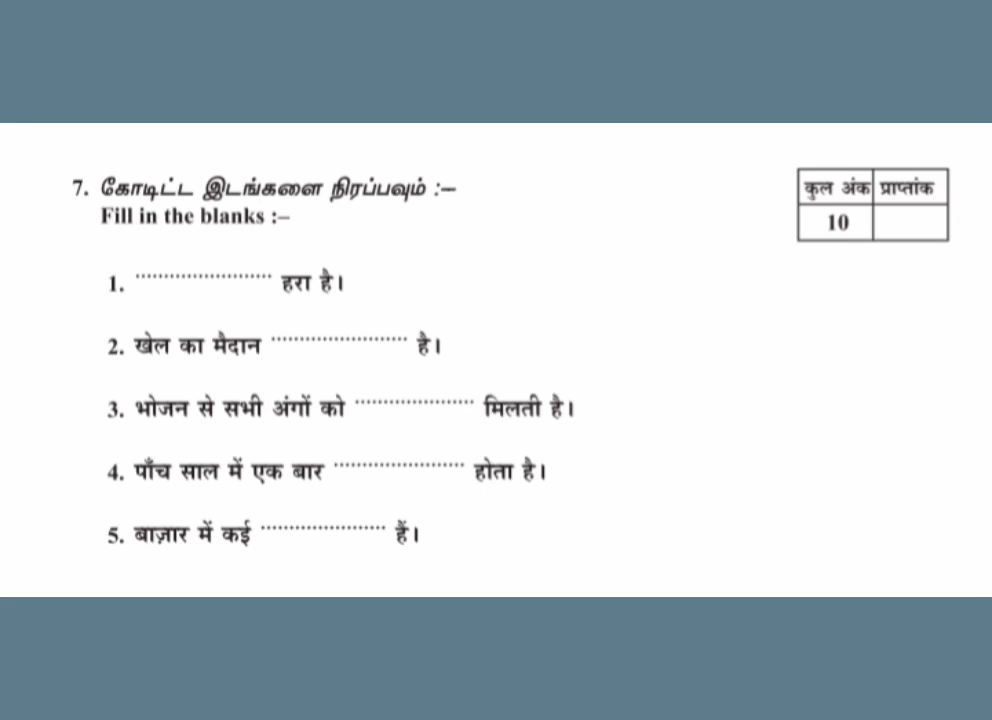 7. கோடிட்ட இடங்களை நிரப்பவும் :–
Fill in the blanks :–
कुल अंक प्राप्तांक
10
1. ........................ हरा है।
2. खेल का मैदान ........................ है।
3. भोजन से सभी अंगों को ..................... मिलती है।
4. पाँच साल में एक बार ....................... होता है।
5. बाज़ार में कई ...................... हैं।